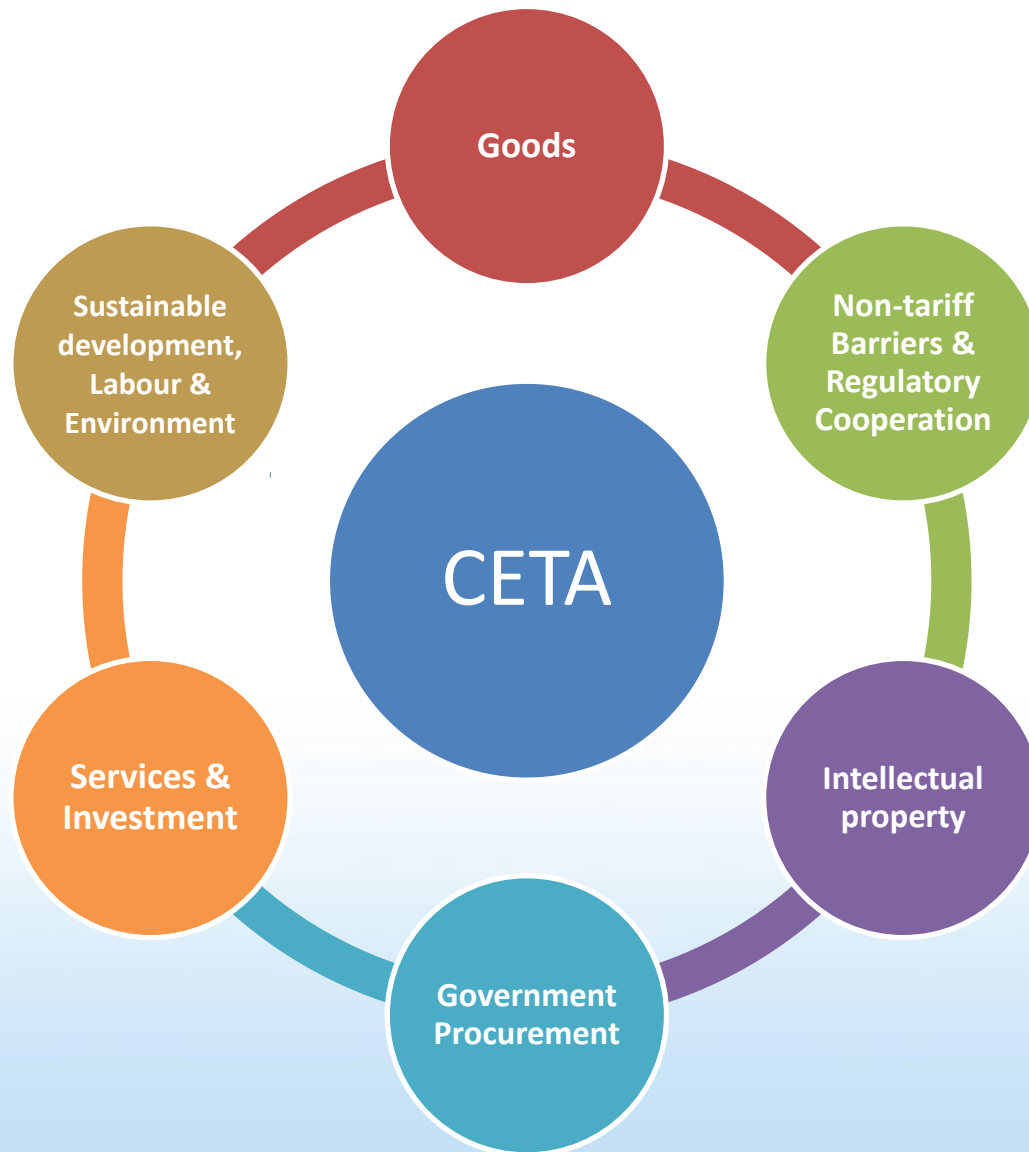 Goods
Non-tariff
Barriers &
Regulatory
Cooperation
Intellectual
property
Government
Procurement
Services &
Investment
Sustainable
development,
Labour &
Environment
CETA